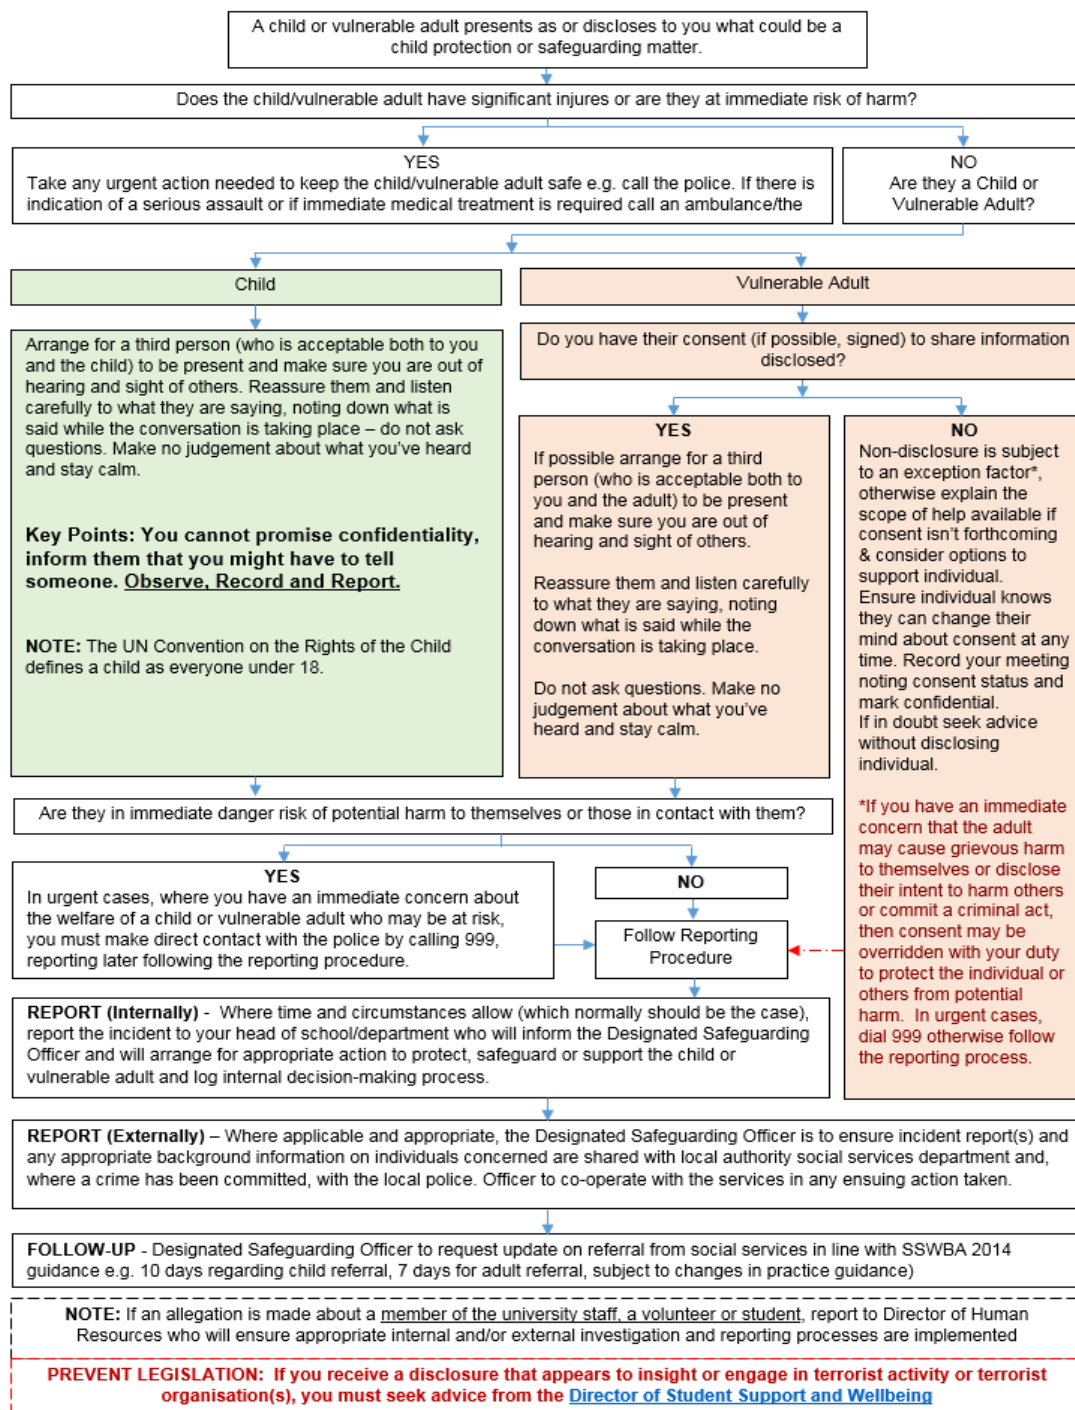 A child or vulnerable adult presents as or discloses to you what could be a
child protection or safeguarding matter.
Does the child/vulnerable adult have significant injures or are they at immediate risk of harm?
YES
Take any urgent action needed to keep the child/vulnerable adult safe e.g. call the police. If there is
indication of a serious assault or if immediate medical treatment is required call an ambulance/the
NO
Are they a Child or
Vulnerable Adult?
Child
Arrange for a third person (who is acceptable both to you
and the child) to be present and make sure you are out of
hearing and sight of others. Reassure them and listen
carefully to what they are saying, noting down what is
said while the conversation is taking place – do not ask
questions. Make no judgement about what you've heard
and stay calm.
Key Points: You cannot promise confidentiality,
inform them that you might have to tell
someone. Observe, Record and Report.
NOTE: The UN Convention on the Rights of the Child
defines a child as everyone under 18.
Vulnerable Adult
Do you have their consent (if possible, signed) to share information
disclosed?
YES
If possible arrange for a third
person (who is acceptable both to
you and the adult) to be present
and make sure you are out of
hearing and sight of others.
Reassure them and listen carefully
to what they are saying, noting
down what is said while the
conversation is taking place.
Do not ask questions. Make no
judgement about what you've
heard and stay calm.
NO
Non-disclosure is subject
to an exception factor*,
otherwise explain the
scope of help available if
consent isn't forthcoming
& consider options to
support individual.
Ensure individual knows
they can change their
mind about consent at any
time. Record your meeting
noting consent status and
mark confidential.
If in doubt seek advice
without disclosing
individual.
*If you have an immediate
concern that the adult
may cause grievous harm
to themselves or disclose
their intent to harm others
or commit a criminal act,
then consent may be
overridden with your duty
to protect the individual or
others from potential
harm. In urgent cases,
dial 999 otherwise follow
the reporting process.
Are they in immediate danger risk of potential harm to themselves or those in contact with them?
YES
In urgent cases, where you have an immediate concern about
the welfare of a child or vulnerable adult who may be at risk,
you must make direct contact with the police by calling 999,
reporting later following the reporting procedure.
NO
Follow Reporting
Procedure
REPORT (Internally) - Where time and circumstances allow (which normally should be the case),
report the incident to your head of school/department who will inform the Designated Safeguarding
Officer and will arrange for appropriate action to protect, safeguard or support the child or
vulnerable adult and log internal decision-making process.
REPORT (Externally) – Where applicable and appropriate, the Designated Safeguarding Officer is to ensure incident report(s) and
any appropriate background information on individuals concerned are shared with local authority social services department and,
where a crime has been committed, with the local police. Officer to co-operate with the services in any ensuing action taken.
FOLLOW-UP - Designated Safeguarding Officer to request update on referral from social services in line with SSWBA 2014
guidance e.g. 10 days regarding child referral, 7 days for adult referral, subject to changes in practice guidance)
NOTE: If an allegation is made about a member of the university staff, a volunteer or student, report to Director of Human
Resources who will ensure appropriate internal and/or external investigation and reporting processes are implemented
PREVENT LEGISLATION: If you receive a disclosure that appears to insight or engage in terrorist activity or terrorist
organisation(s), you must seek advice from the Director of Student Support and Wellbeing